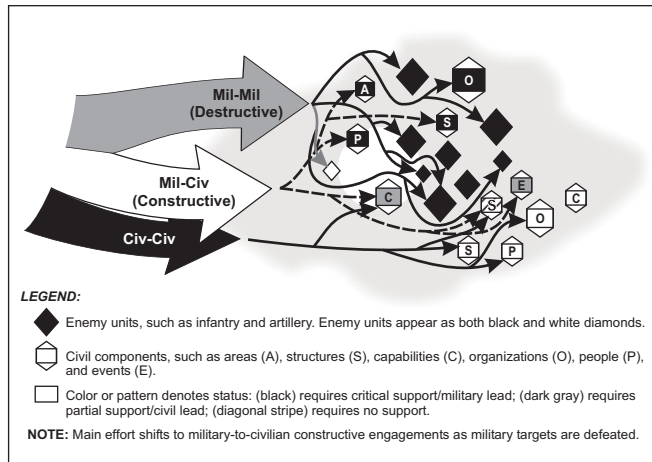 O
A
Mil-Mil
(Destructive)
S
P
E
Mil-Civ
(Constructive)
C
C
S
O
Civ-Civ
S
P
LEGEND:
Enemy units, such as infantry and artillery. Enemy units appear as both black and white diamonds.
Civil components, such as areas (A), structures (S), capabilities (C), organizations (O), people (P),
and events (E).
Color or pattern denotes status: (black) requires critical support/military lead; (dark gray) requires
partial support/civil lead; (diagonal stripe) requires no support.
NOTE: Main effort shifts to military-to-civilian constructive engagements as military targets are defeated.